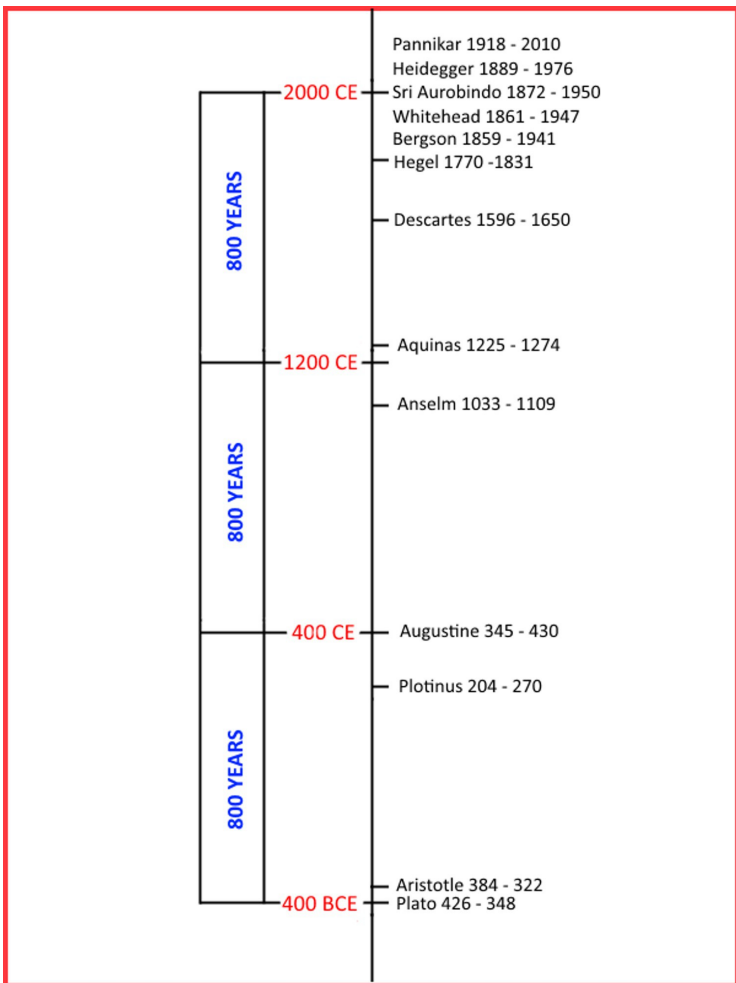 Pannikar 1918 - 2010
Heidegger 1889 - 1976
2000 CE
Sri Aurobindo 1872 - 1950
Whitehead 1861 - 1947
Bergson 1859 - 1941
Hegel 1770 -1831
800 YEARS
Descartes 1596 - 1650
Aquinas 1225 - 1274
1200 CE
Anselm 1033 - 1109
800 YEARS
400 CE
Augustine 345 - 430
Plotinus 204 - 270
800 YEARS
Aristotle 384 - 322
400 BCE
Plato 426 - 348